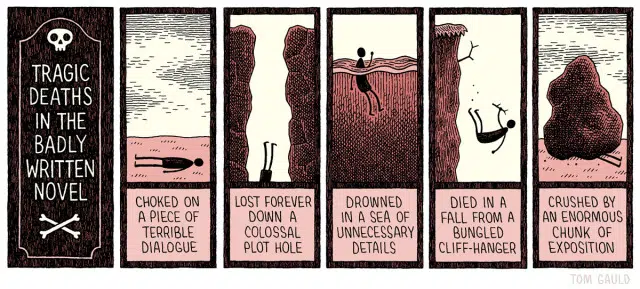 TRAGIC
DEATHS
IN THE
BADLY
WRITTEN
NOVEL
CHOKED ON
A PIECE OF
TERRIBLE
DIALOGUE
LOST FOREVER
DOWN A
COLOSSAL
PLOT HOLE
DROWNED
IN A SEA OF
UNNECESSARY
DETAILS
DIED IN A
FALL FROM A
BUNGLED
CLIFF-HANGER
CRUSHED BY
AN ENORMOUS
CHUNK OF
EXPOSITION
TOM GAULD